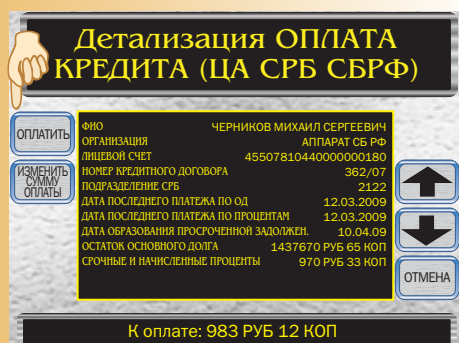 Детализация ОПЛАТА
КРЕДИТА (ЦА СРБ СБРФ)
ОПЛАТИТЬ
ИЗМЕНИТЬ
СУММУ
ОПЛАТЫ
ФИО ЧЕРНИКОВ МИХАИЛ СЕРГЕЕВИЧ
ОРГАНИЗАЦИЯ АППАРАТ СБ РФ
ЛИЦЕВОЙ СЧЕТ 45507810440000000180
НОМЕР КРЕДИТНОГО ДОГОВОРА 362/07
ПОДРАЗДЕЛЕНИЕ СРБ 2122
ДАТА ПОСЛЕДНЕГО ПЛАТЕЖА ПО ОД 12.03.2009
ДАТА ПОСЛЕДНЕГО ПЛАТЕЖА ПО ПРОЦЕНТАМ 12.03.2009
ДАТА ОБРАЗОВАНИЯ ПРОСРОЧЕННОЙ ЗАДОЛЖЕН. 10.04.09
ОСТАТОК ОСНОВНОГО ДОЛГА 1437670 РУБ 65 КОП
СРОЧНЫЕ И НАЧИСЛЕННЫЕ ПРОЦЕНТЫ 970 РУБ 33 КОП
ОТМЕНА
К оплате: 983 РУБ 12 КОП